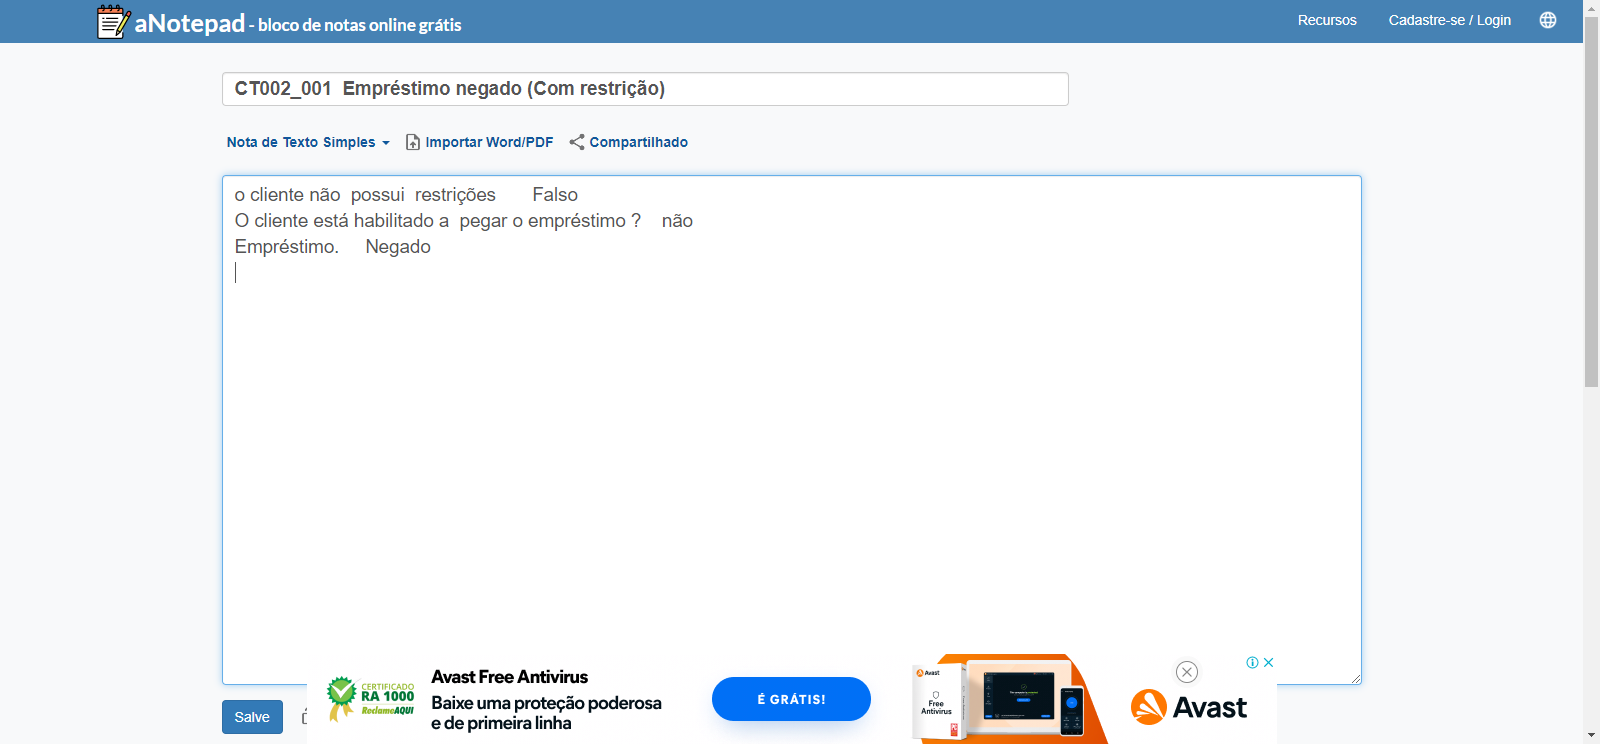 aNotepad - bloco de notas online grátis
Recursos
Cadastre-se / Login
CT002_001  Empréstimo negado (Com restrição)
Nota de Texto Simples
Importar Word/PDF
Compartilhado
o cliente não  possui  restrições       Falso
O cliente está habilitado a  pegar o empréstimo ?    não
Empréstimo.     Negado
Salve
CERTIFICADO
RA 1000
ReclameAQUI
Avast Free Antivirus
Baixe uma proteção poderosa
e de primeira linha
É GRÁTIS!
Avast
Free
Antivirus
Avast